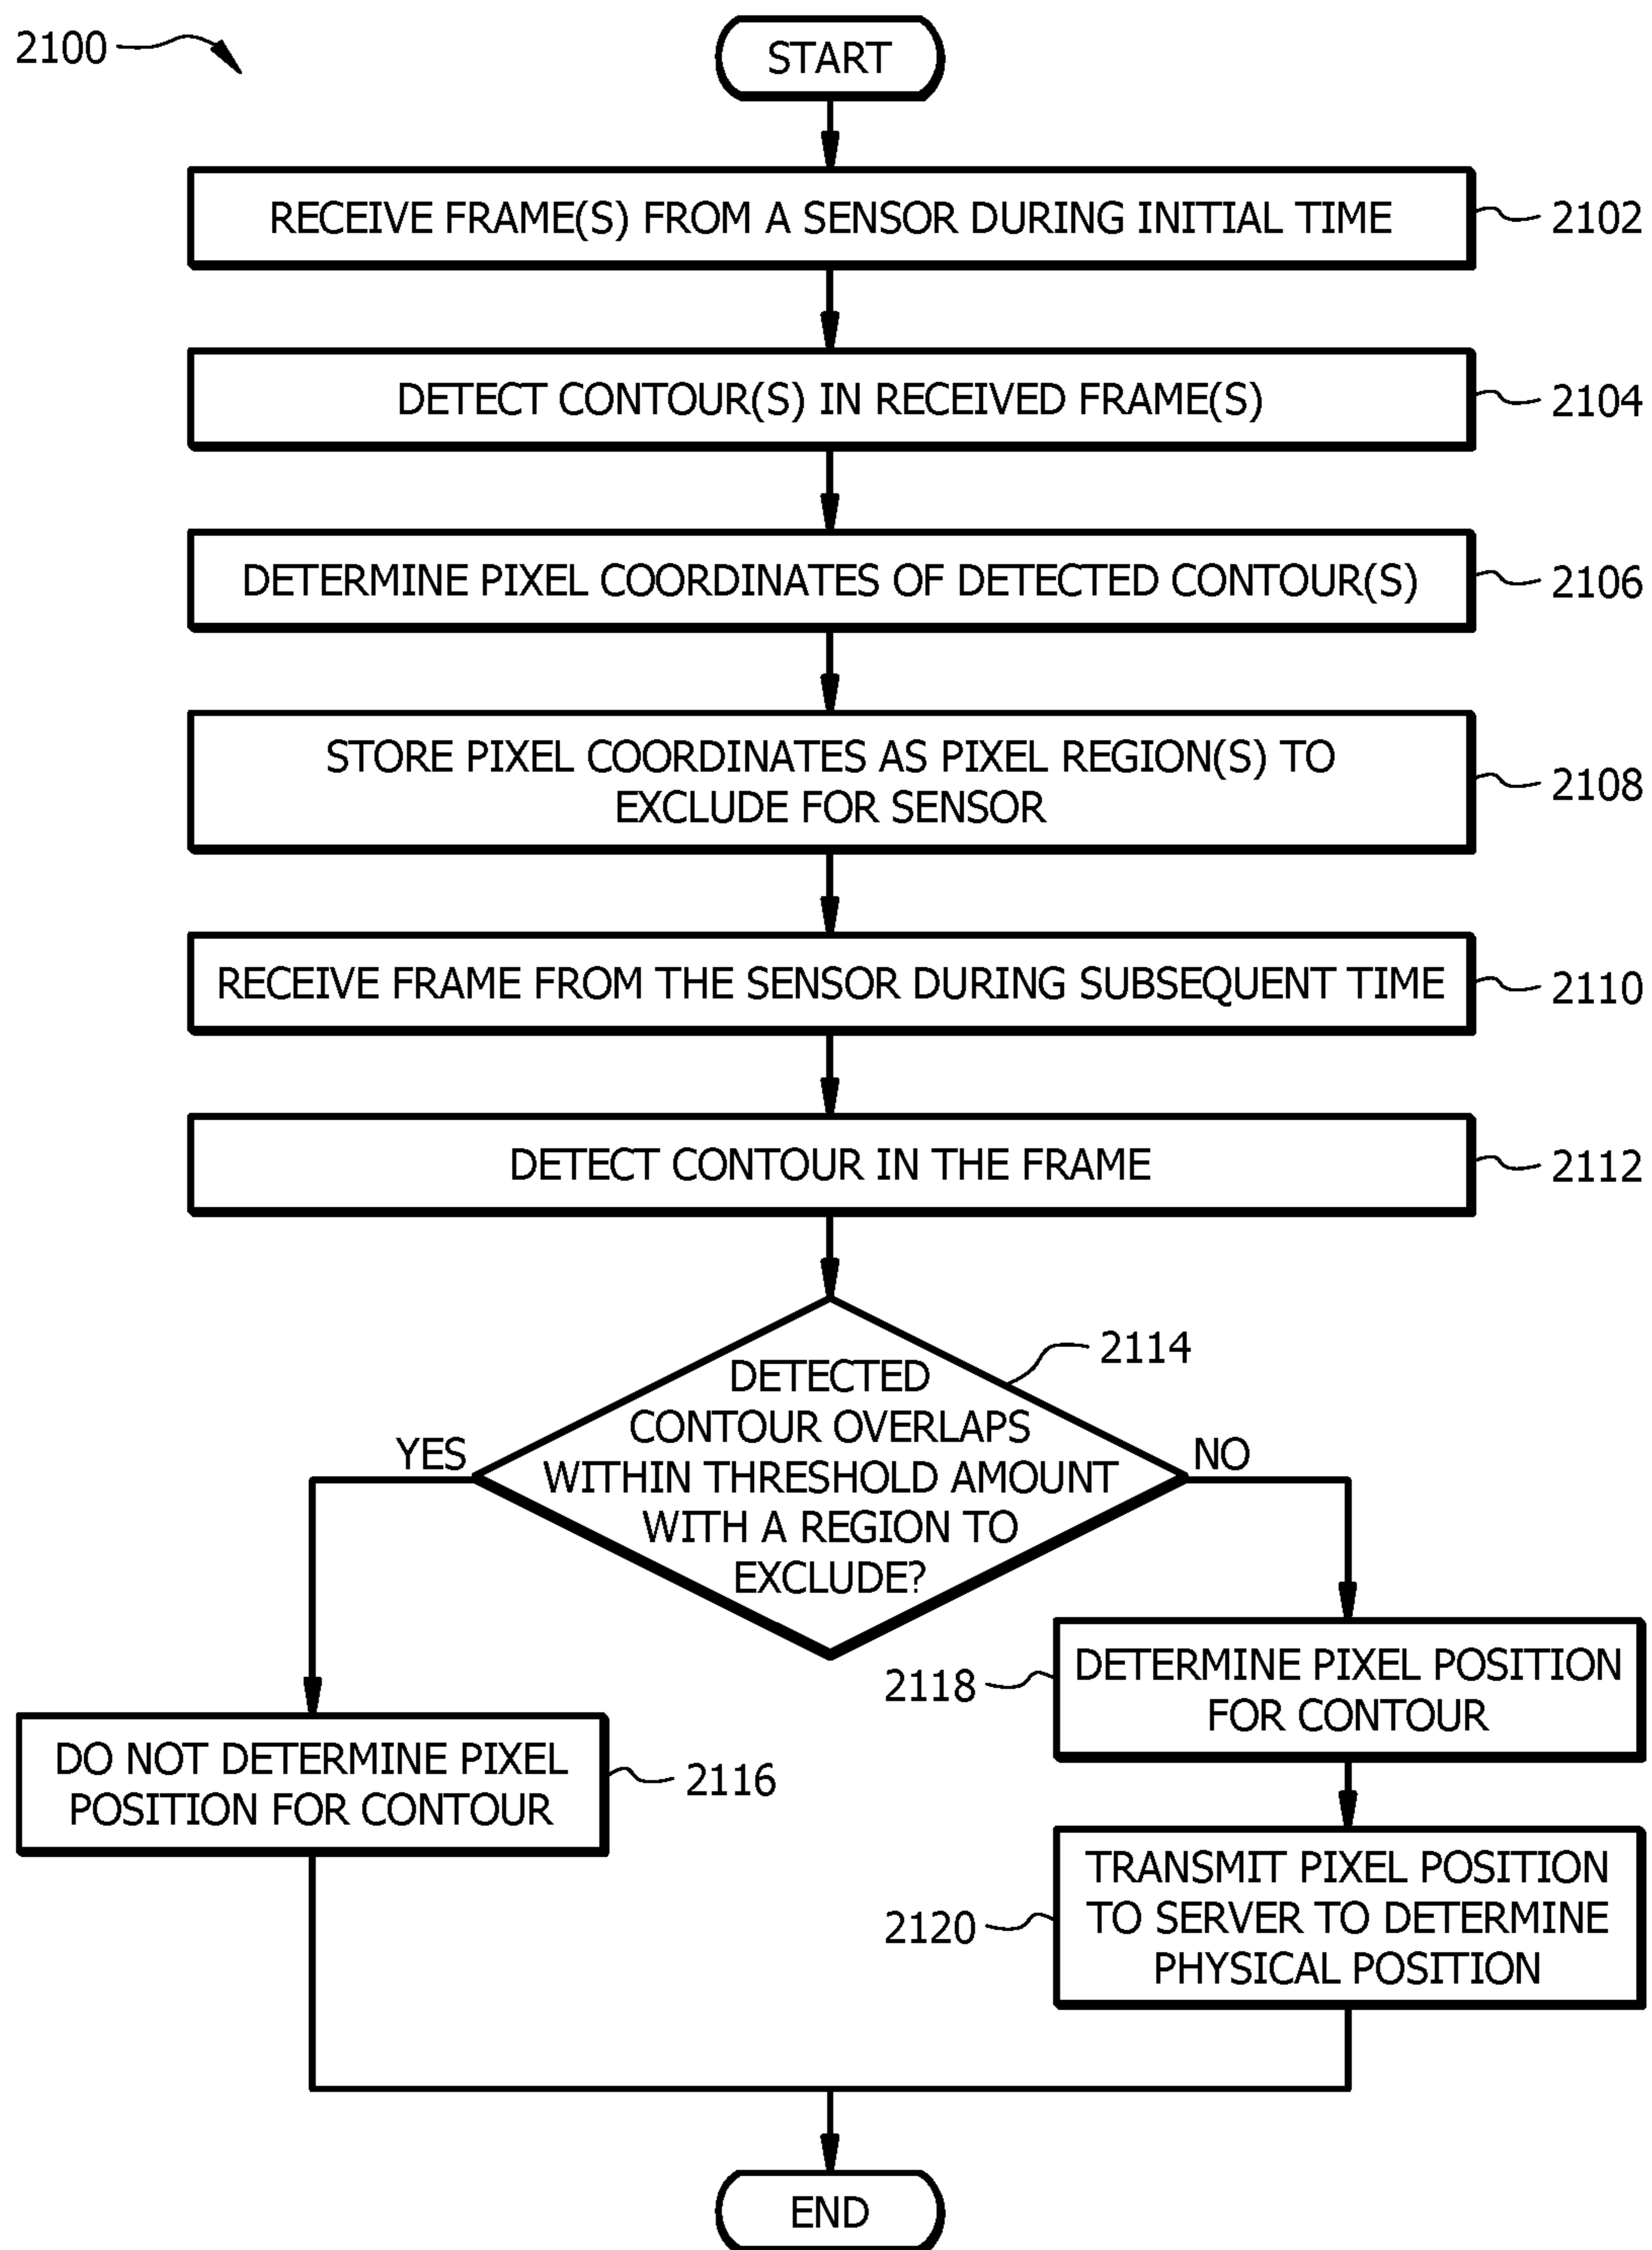 2100
START
RECEIVE FRAME(S) FROM A SENSOR DURING INITIAL TIME
2102
DETECT CONTOUR(S) IN RECEIVED FRAME(S)
2104
DETERMINE PIXEL COORDINATES OF DETECTED CONTOUR(S)
2106
STORE PIXEL COORDINATES AS PIXEL REGION(S) TO
EXCLUDE FOR SENSOR
2108
RECEIVE FRAME FROM THE SENSOR DURING SUBSEQUENT TIME
2110
DETECT CONTOUR IN THE FRAME
2112
DETECTED
CONTOUR OVERLAPS
WITHIN THRESHOLD AMOUNT
WITH A REGION TO
EXCLUDE?
2114
YES
NO
DO NOT DETERMINE PIXEL
POSITION FOR CONTOUR
2116
DETERMINE PIXEL POSITION
FOR CONTOUR
2118
TRANSMIT PIXEL POSITION
TO SERVER TO DETERMINE
PHYSICAL POSITION
2120
END